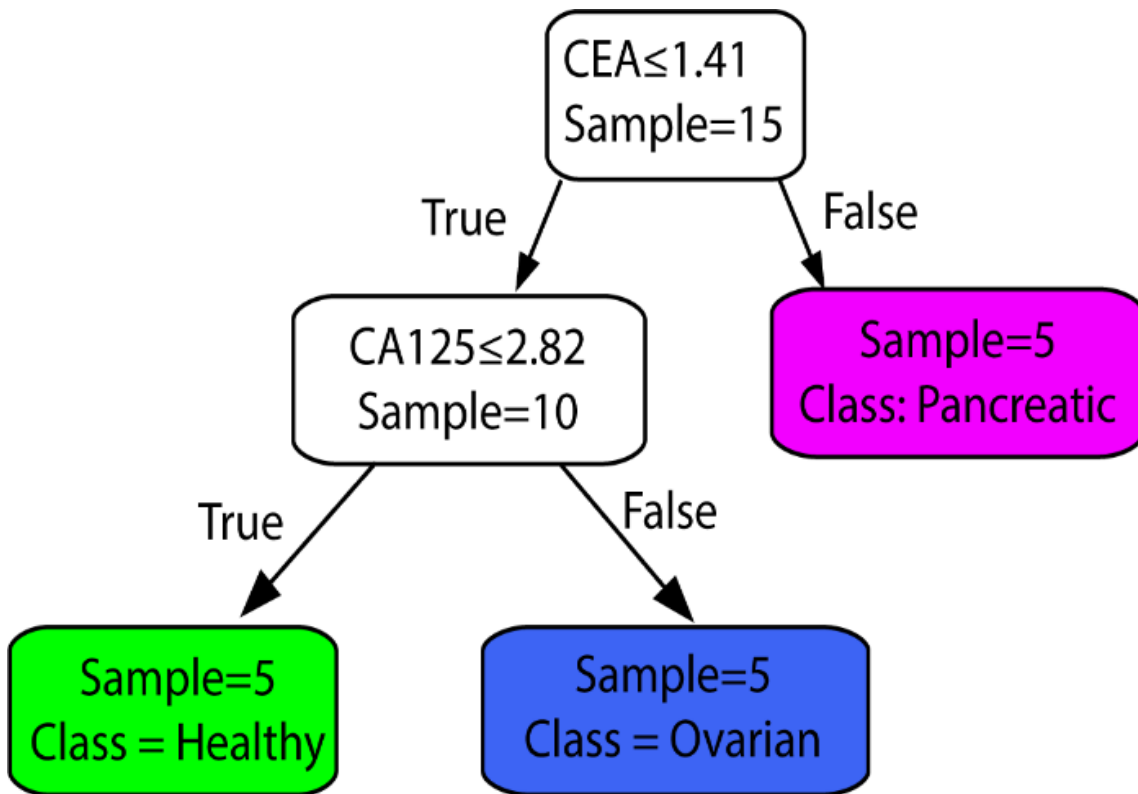 CEA≤1.41
Sample=15
True
False
CA125≤2.82
Sample=10
Sample=5
Class: Pancreatic
True
False
Sample=5
Class = Healthy
Sample=5
Class = Ovarian